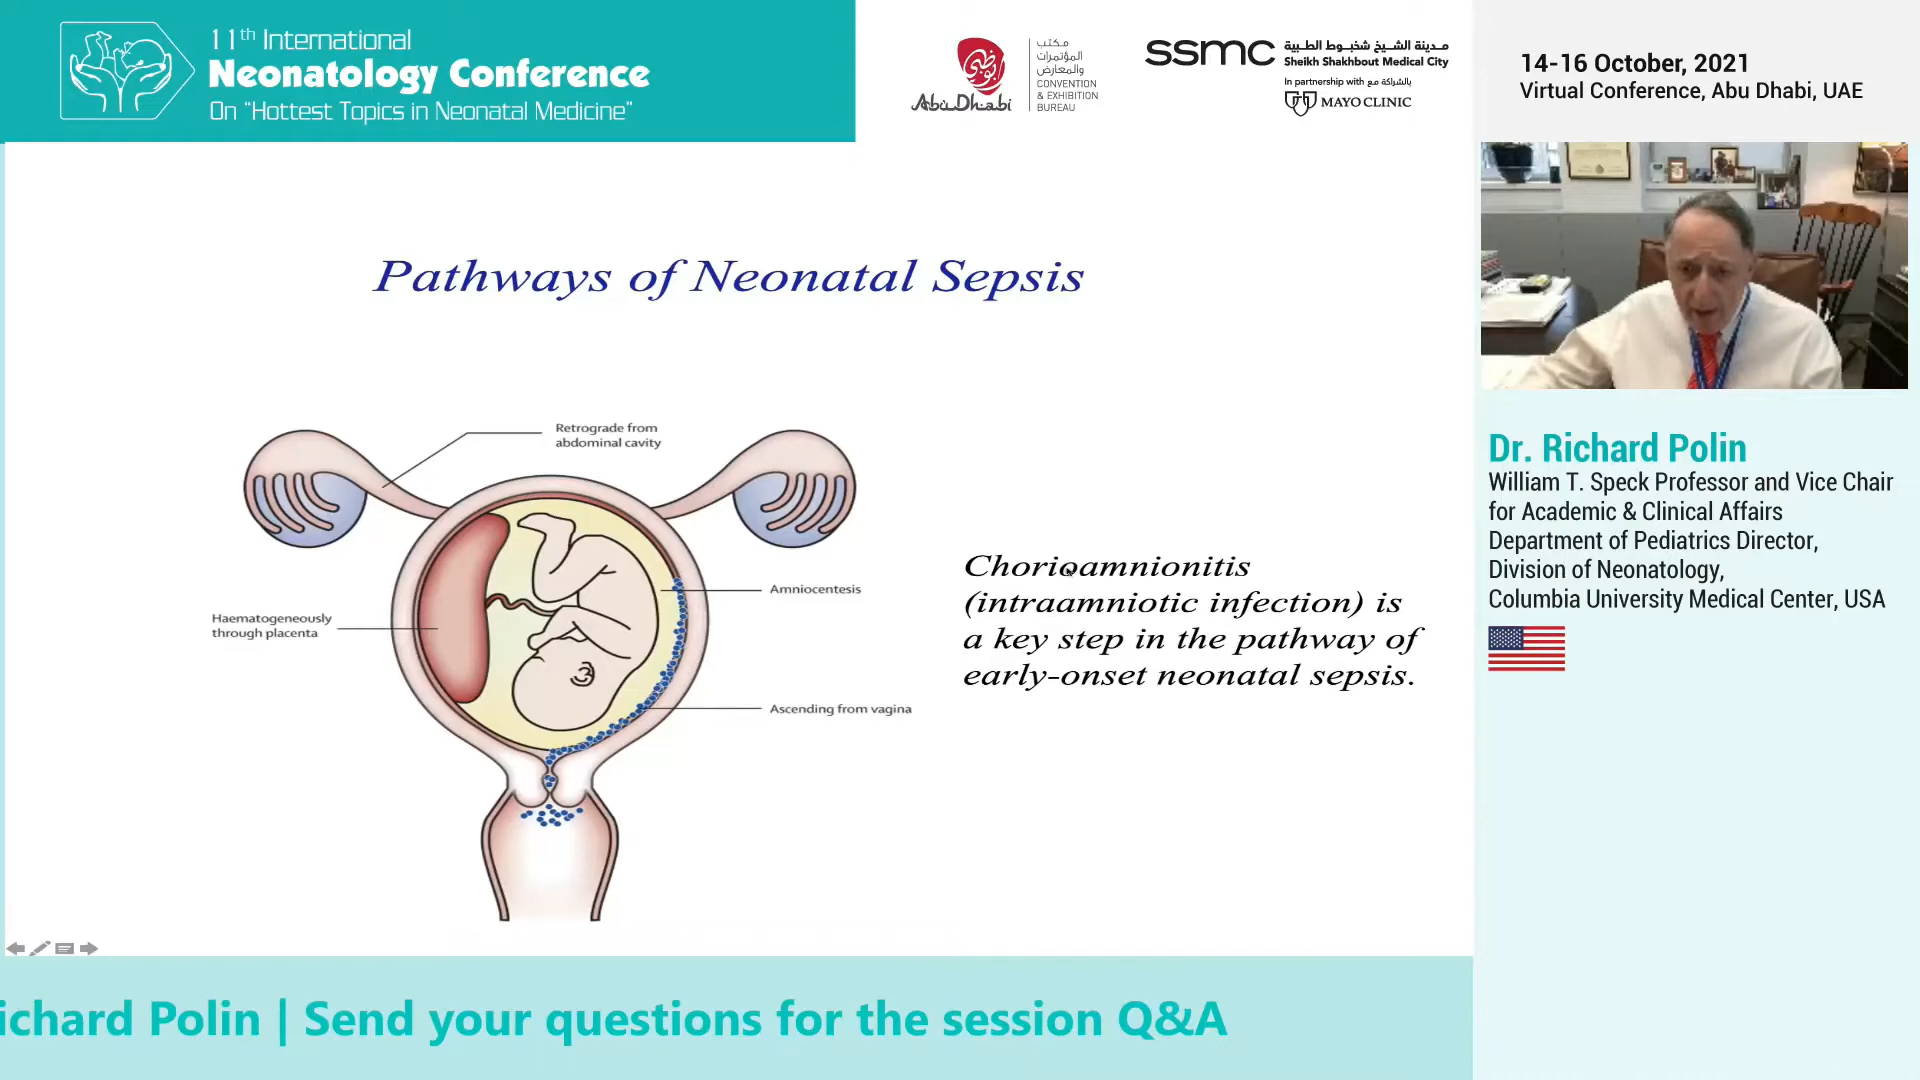 11th International
Neonatology Conference
On "Hottest Topics in Neonatal Medicine"
Abu Dhabi
أبوظبي
مكتب
المؤتمرات
والمعارض
CONVENTION
& EXHIBITION
BUREAU
ssmc
مدينة الشيخ شخبوط الطبية
Sheikh Shakhbout Medical City
In partnership with بالشراكة مع
MAYO CLINIC
14-16 October, 2021
Virtual Conference, Abu Dhabi, UAE
Pathways of Neonatal Sepsis
Retrograde from
abdominal cavity
Amniocentesis
Haematogeneously
through placenta
Ascending from vagina
Chorioamnionitis
(intraamniotic infection) is
a key step in the pathway of
early-onset neonatal sepsis.
Dr. Richard Polin
William T. Speck Professor and Vice Chair
for Academic & Clinical Affairs
Department of Pediatrics Director,
Division of Neonatology,
Columbia University Medical Center, USA
ichard Polin | Send your questions for the session Q&A